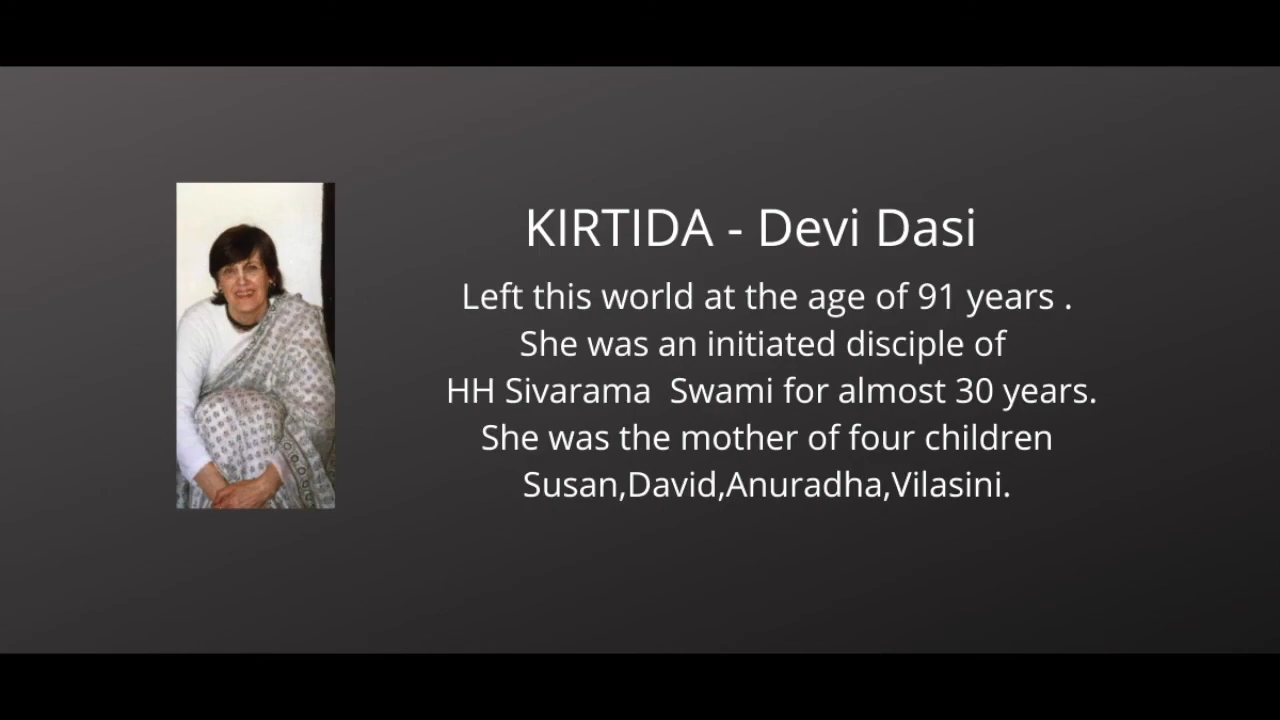 KIRTIDA - Devi Dasi
Left this world at the age of 91 years .
She was an initiated disciple of
HH Sivarama  Swami for almost 30 years.
She was the mother of four children
Susan,David,Anuradha,Vilasini.